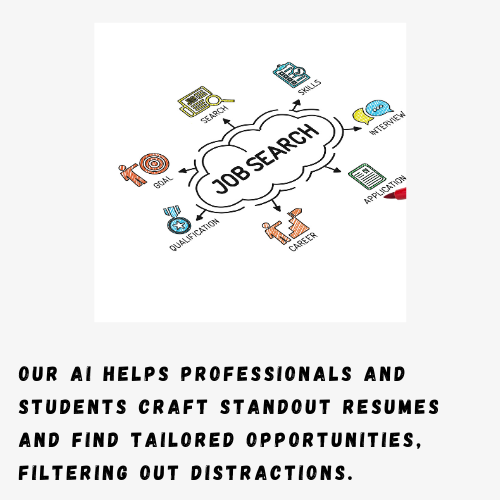 SKILLS
SEARCH
INTERVIEW
JOB SEARCH
GOAL
APPLICATION
QUALIFICATION
CAREER
OUR AI HELPS PROFESSIONALS AND
STUDENTS CRAFT STANDOUT RESUMES
AND FIND TAILORED OPPORTUNITIES,
FILTERING OUT DISTRACTIONS.